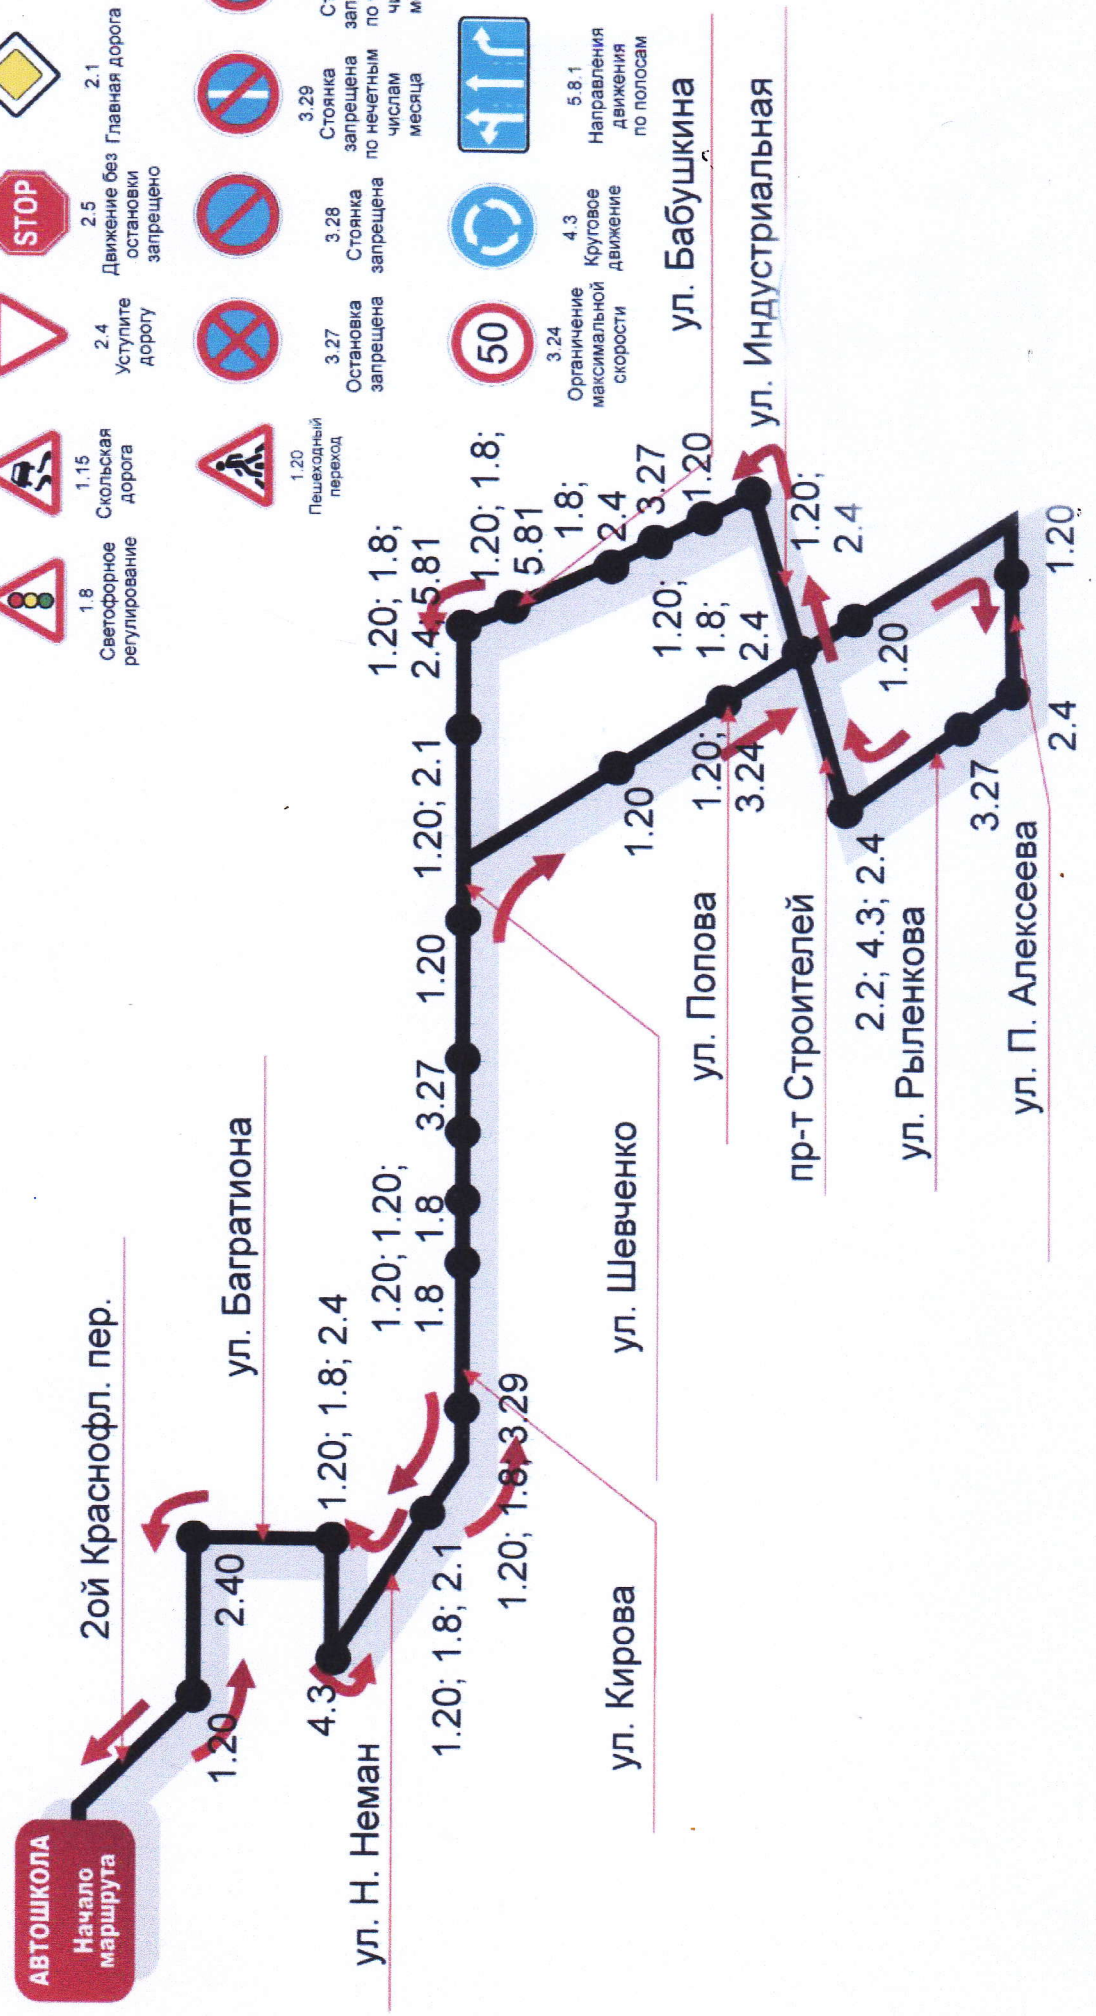 АВТОШКОЛА
Начало
маршрута
2ой Краснофл. пер.
ул. Багратиона
ул. Н. Неман
ул. Кирова
ул. Шевченко
ул. Попова
пр-т Строителей
ул. Рыленкова
ул. П. Алексеева
ул. Бабушкина
ул. Индустриальная
1.20
2.40
4.3
1.20; 1.8; 2.4
1.20; 1.8; 2.1
1.20; 1.8; 3.29
1.20; 1.20;
1.8 1.8
3.27
1.20
1.20; 2.1
1.20; 1.8;
2.4; 5.81
1.20; 1.8;
5.81
1.8;
2.4
3.27
1.20
1.20;
2.4
1.20;
1.8;
2.4
1.20
1.20;
3.24
1.20
2.2; 4.3; 2.4
3.27
2.4
1.20
1.8
Светофорное
регулирование
1.15
Скольская
дорога
2.4
Уступите
дорогу
STOP
2.5
Движение без
остановки
запрещено
2.1
Главная дорога
1.20
Пешеходный
переход
3.27
Остановка
запрещена
3.28
Стоянка
запрещена
3.29
Стоянка
запрещена
по нечетным
числам
месяца
50
3.24
Органичение
максимальной
скорости
4.3
Круговое
движение
5.8.1
Направления
движения
по полосам